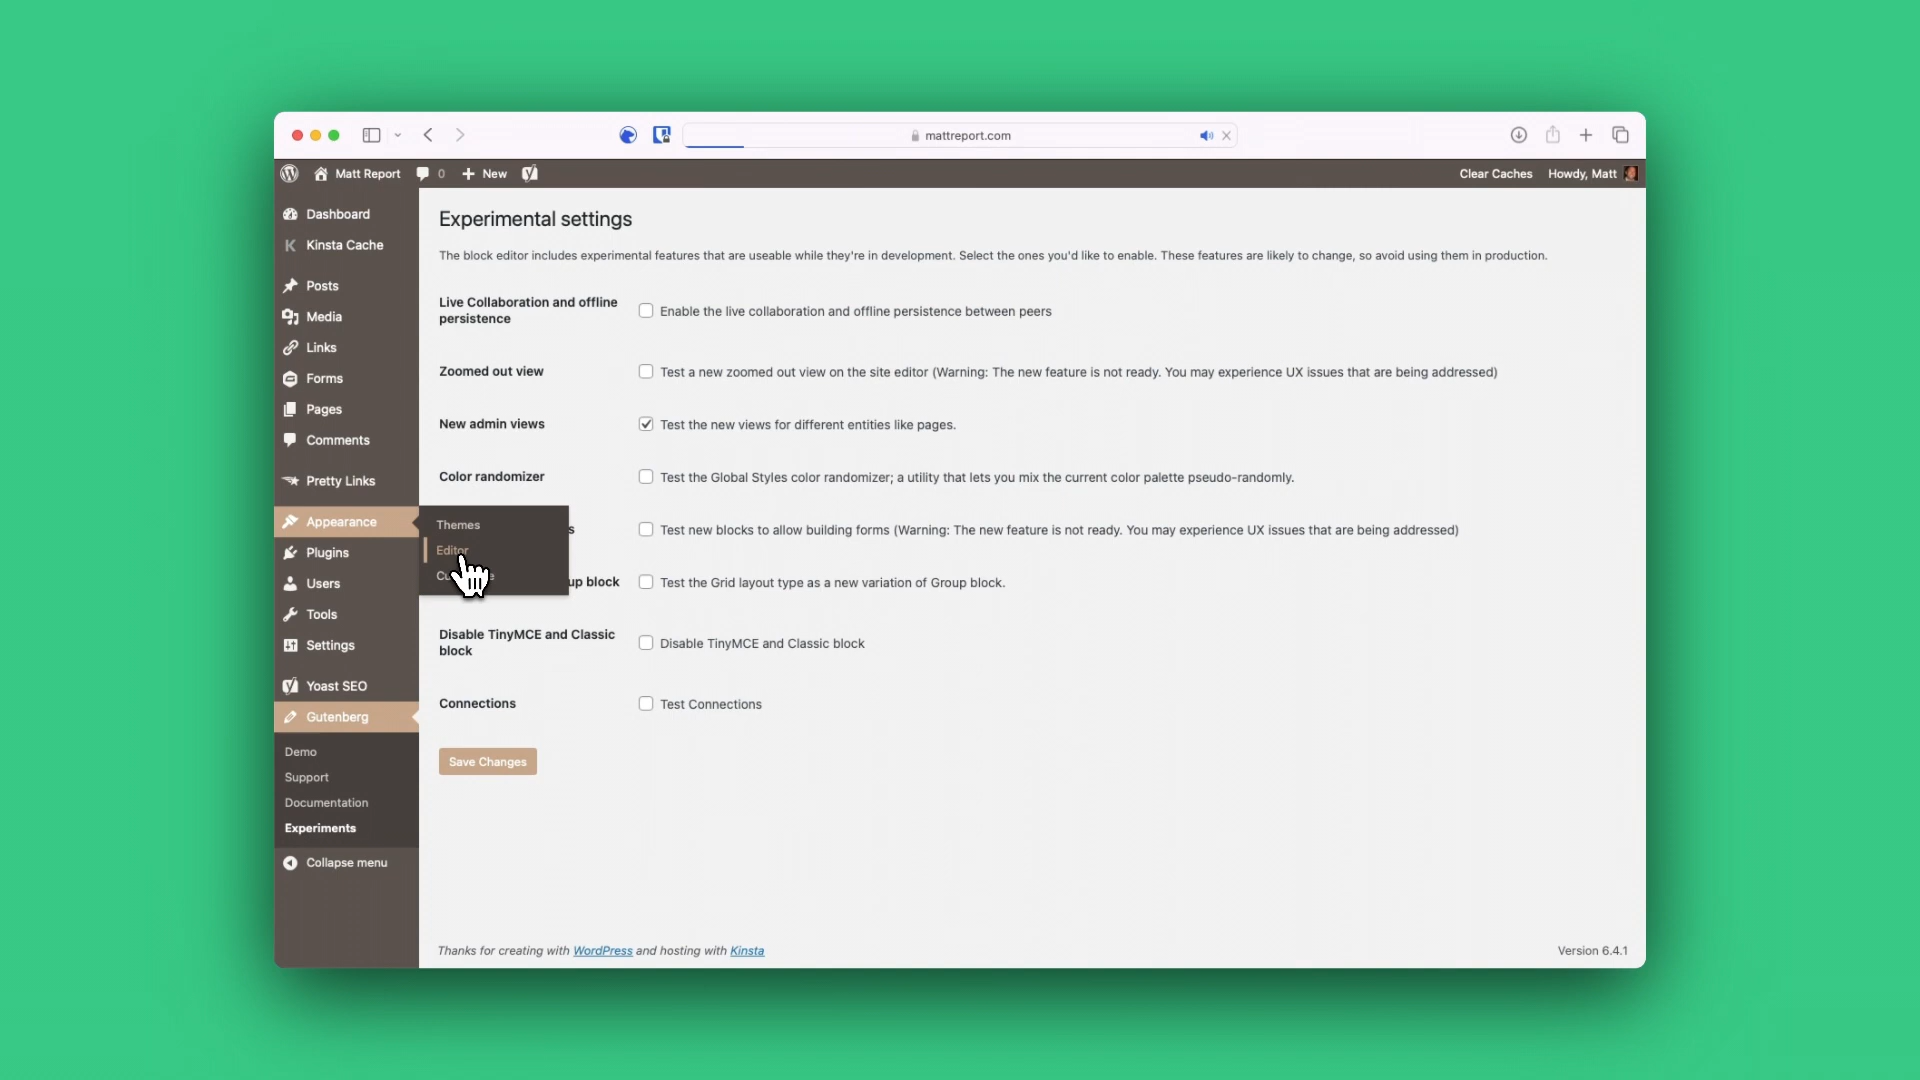 mattreport.com
Matt Report
0
New
Clear Caches
Howdy, Matt
Dashboard
Kinsta Cache
Posts
Media
Links
Forms
Pages
Comments
Pretty Links
Appearance
Plugins
Users
Tools
Settings
Yoast SEO
Gutenberg
Demo
Support
Documentation
Experiments
Collapse menu
Themes
Editor
Experimental settings
The block editor includes experimental features that are useable while they're in development. Select the ones you'd like to enable. These features are likely to change, so avoid using them in production.
Live Collaboration and offline
persistence
Enable the live collaboration and offline persistence between peers
Zoomed out view
Test a new zoomed out view on the site editor (Warning: The new feature is not ready. You may experience UX issues that are being addressed)
New admin views
Test the new views for different entities like pages.
Color randomizer
Test the Global Styles color randomizer; a utility that lets you mix the current color palette pseudo-randomly.
Test new blocks to allow building forms (Warning: The new feature is not ready. You may experience UX issues that are being addressed)
block
Test the Grid layout type as a new variation of Group block.
Disable TinyMCE and Classic
block
Disable TinyMCE and Classic block
Connections
Test Connections
Save Changes
Thanks for creating with WordPress and hosting with Kinsta
Version 6.4.1